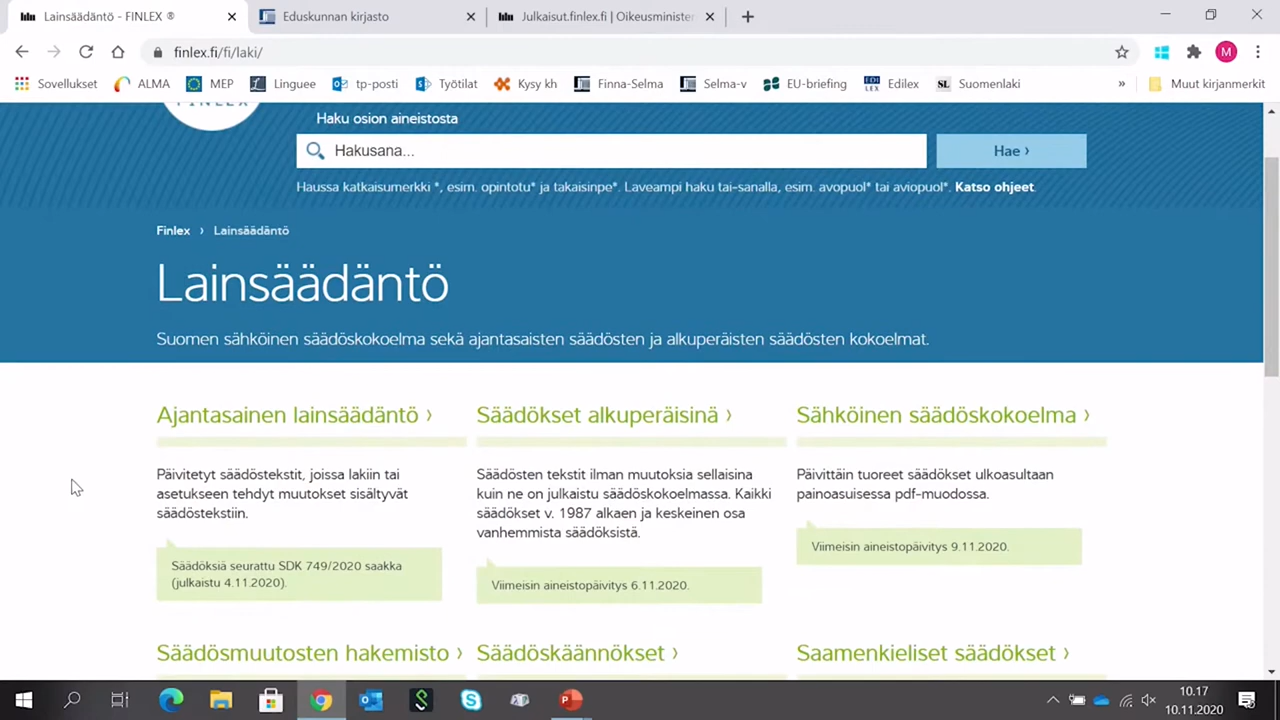 Lainsäädäntö - FINLEX ®
Eduskunnan kirjasto
Julkaisut.finlex.fi | Oikeusminister
finlex.fi/fi/laki/
M
Sovellukset
ALMA
MEP
Linguee
tp-posti
Työtilat
Kysy kh
Finna-Selma
Selma-v
EU-briefing
Edilex
Suomenlaki
»
Muut kirjanmerkit
FINLEX
Haku osion aineistosta
Hakusana...
Hae ›
Haussa katkaisumerkki *, esim. opintotu* ja takaisinpe*. Laveampi haku tai-sanalla, esim. avopuol* tai aviopuol*. Katso ohjeet.
Finlex › Lainsäädäntö
Lainsäädäntö
Suomen sähköinen säädöskokoelma sekä ajantasaisten säädösten ja alkuperäisten säädösten kokoelmat.
Ajantasainen lainsäädäntö ›
Päivitetyt säädöstekstit, joissa lakiin tai
asetukseen tehdyt muutokset sisältyvät
säädöstekstiin.
Säädöksiä seurattu SDK 749/2020 saakka
(julkaistu 4.11.2020).
Säädökset alkuperäisinä ›
Säädösten tekstit ilman muutoksia sellaisina
kuin ne on julkaistu säädöskokoelmassa. Kaikki
säädökset v. 1987 alkaen ja keskeinen osa
vanhemmista säädöksistä.
Viimeisin aineistopäivitys 6.11.2020.
Sähköinen säädöskokoelma ›
Päivittäin tuoreet säädökset ulkoasultaan
painoasuisessa pdf-muodossa.
Viimeisin aineistopäivitys 9.11.2020.
Säädösmuutosten hakemisto ›
Säädöskäännökset ›
Saamenkieliset säädökset ›
10.17
10.11.2020